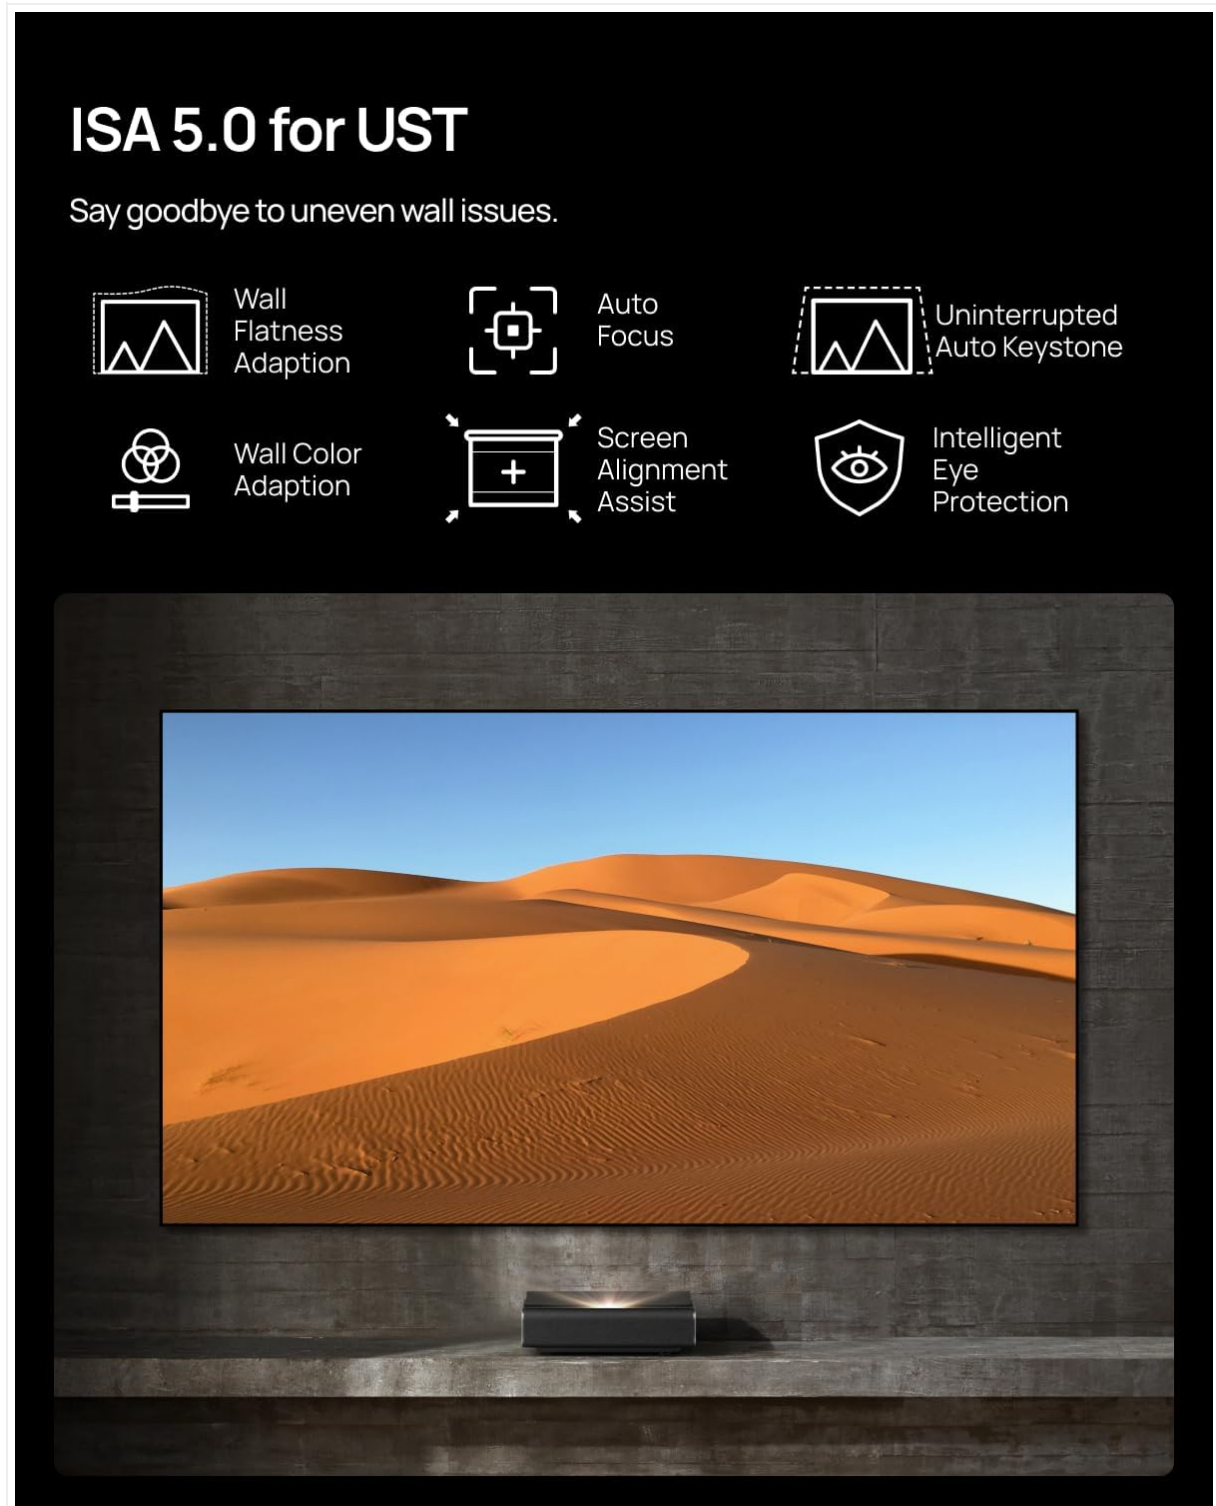 ISA 5.0 for UST
Say goodbye to uneven wall issues.
Wall
Flatness
Adaption
Auto
Focus
Uninterrupted
Auto Keystone
Wall Color
Adaption
Screen
Alignment
Assist
Intelligent
Eye
Protection